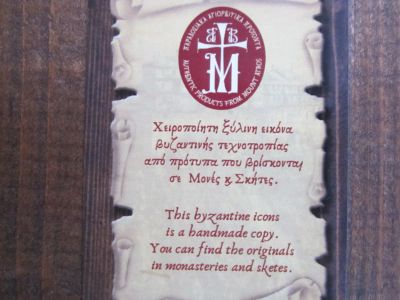 ΠΑΡΑΔΟΣΙΑΚΑ ΑΓΙΟΡΕΙΤΙΚΑ ΠΡΟΪΟΝΤΑ
AUTHENTIC PRODUCTS FROM MOUNT ATHOS
Χειροποίητη ξύλινη εικόνα
βυζαντινής τεχνοτροπίας
από πρότυπα που βρίσκονται
σε Μονές κ. Σκήτες.
This byzantine icons
is a handmade copy.
You can find the originals
in monasteries and sketes.